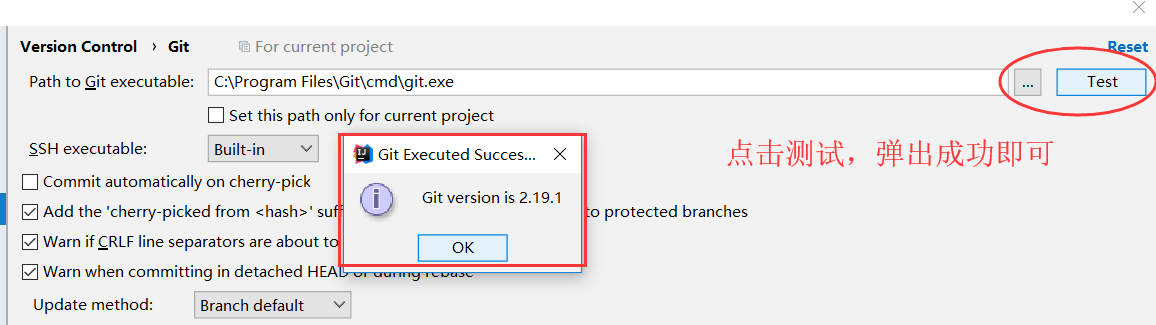 Version Control › Git For current project Reset
Path to Git executable: C:\Program Files\Git\cmd\git.exe ... Test
Set this path only for current project
SSH executable: Built-in
Git Executed Succes...
点击测试，弹出成功即可
Commit automatically on cherry-pick
Git version is 2.19.1
Add the 'cherry-picked from <hash>' suf to protected branches
Warn if CRLF line separators are about to
OK
Warn when committing in detached HEAD or during rebase
Update method: Branch default